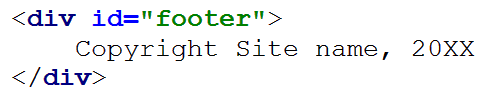 <div id="footer">
    Copyright Site name, 20XX
</div>